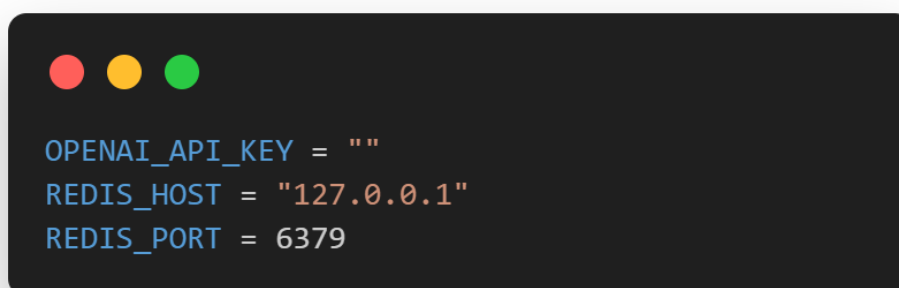 OPENAI_API_KEY = ""
REDIS_HOST = "127.0.0.1"
REDIS_PORT = 6379